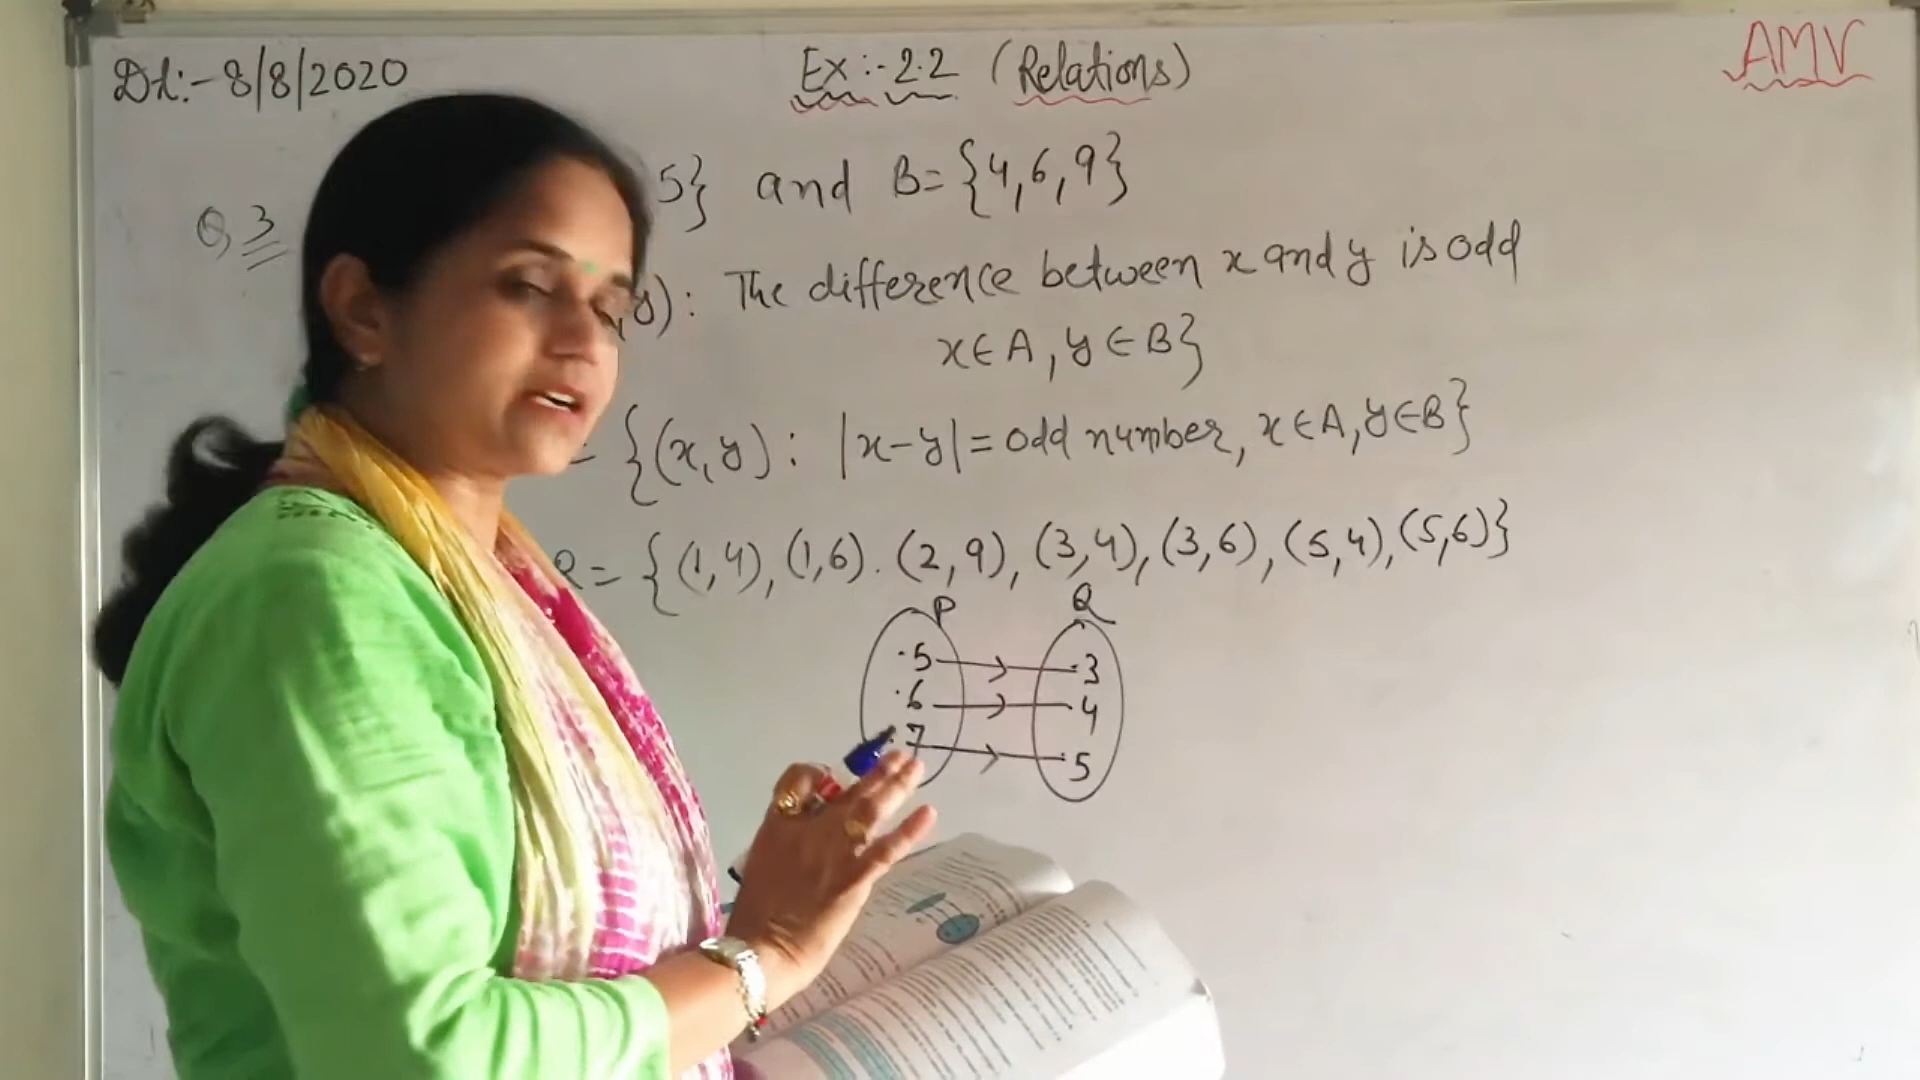 Dt:- 8/8/2020
Ex:- 2.2 (Relations)
AMV
Q3
5} and B= {4,6,9}
y): The difference between x and y is odd
x∈A, y∈B}
= {(x,y): |x-y|= odd number, x∈A, y∈B}
R= {(1,4), (1,6). (2,9), (3,4), (3,6), (5,4), (5,6)}
P Q
.5 .3
.6 4
.7 5